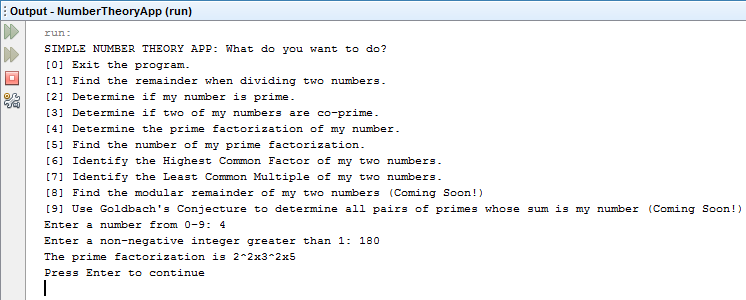 Output - NumberTheoryApp (run)
run:
SIMPLE NUMBER THEORY APP: What do you want to do?
[0] Exit the program.
[1] Find the remainder when dividing two numbers.
[2] Determine if my number is prime.
[3] Determine if two of my numbers are co-prime.
[4] Determine the prime factorization of my number.
[5] Find the number of my prime factorization.
[6] Identify the Highest Common Factor of my two numbers.
[7] Identify the Least Common Multiple of my two numbers.
[8] Find the modular remainder of my two numbers (Coming Soon!)
[9] Use Goldbach's Conjecture to determine all pairs of primes whose sum is my number (Coming Soon!)
Enter a number from 0-9: 4
Enter a non-negative integer greater than 1: 180
The prime factorization is 2^2x3^2x5
Press Enter to continue